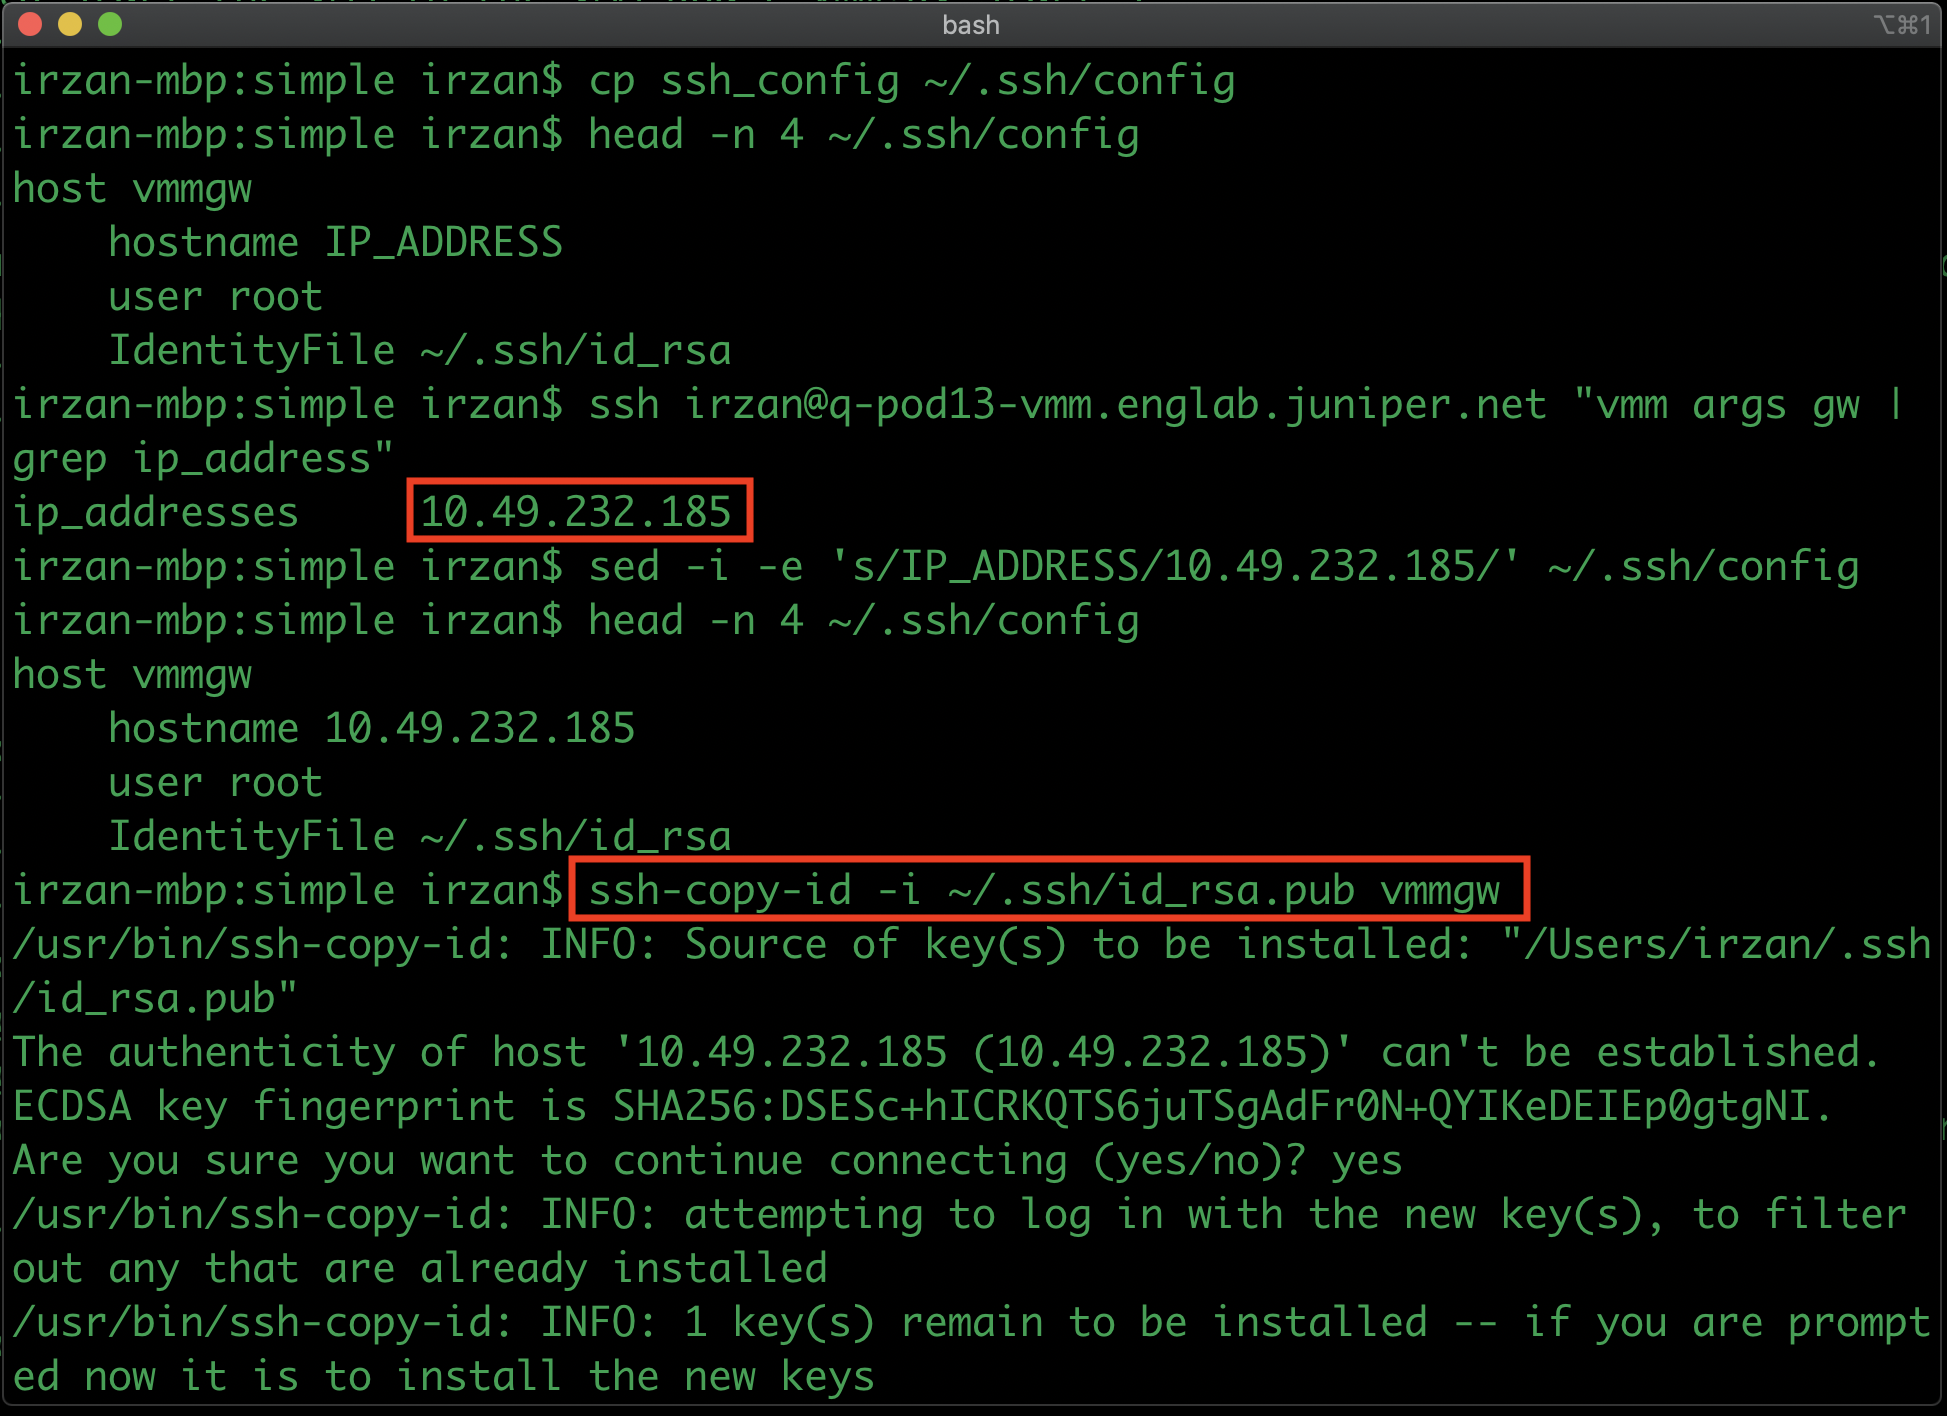 bash
⌥⌘1
irzan-mbp:simple irzan$ cp ssh_config ~/.ssh/config
irzan-mbp:simple irzan$ head -n 4 ~/.ssh/config
host vmmgw
    hostname IP_ADDRESS
    user root
    IdentityFile ~/.ssh/id_rsa
irzan-mbp:simple irzan$ ssh irzan@q-pod13-vmm.englab.juniper.net "vmm args gw |
grep ip_address"
ip_addresses     10.49.232.185
irzan-mbp:simple irzan$ sed -i -e 's/IP_ADDRESS/10.49.232.185/' ~/.ssh/config
irzan-mbp:simple irzan$ head -n 4 ~/.ssh/config
host vmmgw
    hostname 10.49.232.185
    user root
    IdentityFile ~/.ssh/id_rsa
irzan-mbp:simple irzan$ ssh-copy-id -i ~/.ssh/id_rsa.pub vmmgw
/usr/bin/ssh-copy-id: INFO: Source of key(s) to be installed: "/Users/irzan/.ssh
/id_rsa.pub"
The authenticity of host '10.49.232.185 (10.49.232.185)' can't be established.
ECDSA key fingerprint is SHA256:DSESc+hICRKQTS6juTSgAdFr0N+QYIKeDEIEp0gtgNI.
Are you sure you want to continue connecting (yes/no)? yes
/usr/bin/ssh-copy-id: INFO: attempting to log in with the new key(s), to filter
out any that are already installed
/usr/bin/ssh-copy-id: INFO: 1 key(s) remain to be installed -- if you are prompt
ed now it is to install the new keys